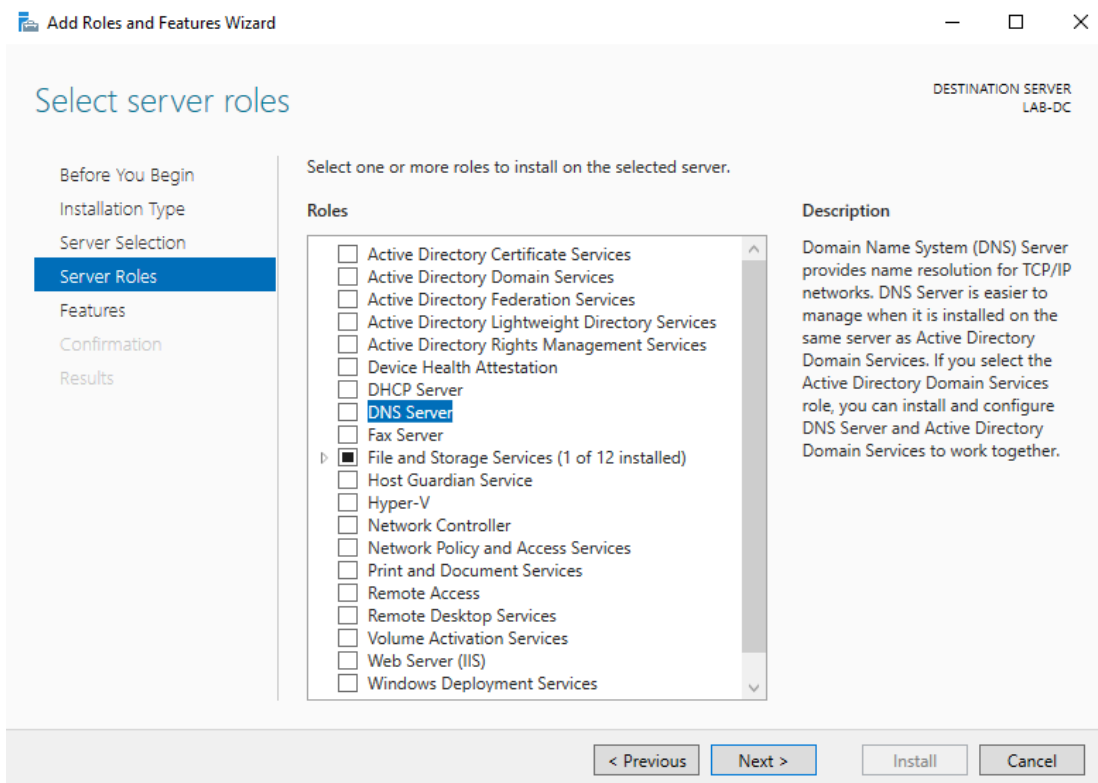 Add Roles and Features Wizard
Select server roles
DESTINATION SERVER
LAB-DC
Before You Begin
Installation Type
Server Selection
Server Roles
Features
Confirmation
Results
Select one or more roles to install on the selected server.
Roles
Active Directory Certificate Services
Active Directory Domain Services
Active Directory Federation Services
Active Directory Lightweight Directory Services
Active Directory Rights Management Services
Device Health Attestation
DHCP Server
DNS Server
Fax Server
File and Storage Services (1 of 12 installed)
Host Guardian Service
Hyper-V
Network Controller
Network Policy and Access Services
Print and Document Services
Remote Access
Remote Desktop Services
Volume Activation Services
Web Server (IIS)
Windows Deployment Services
Description
Domain Name System (DNS) Server
provides name resolution for TCP/IP
networks. DNS Server is easier to
manage when it is installed on the
same server as Active Directory
Domain Services. If you select the
Active Directory Domain Services
role, you can install and configure
DNS Server and Active Directory
Domain Services to work together.
< Previous
Next >
Install
Cancel